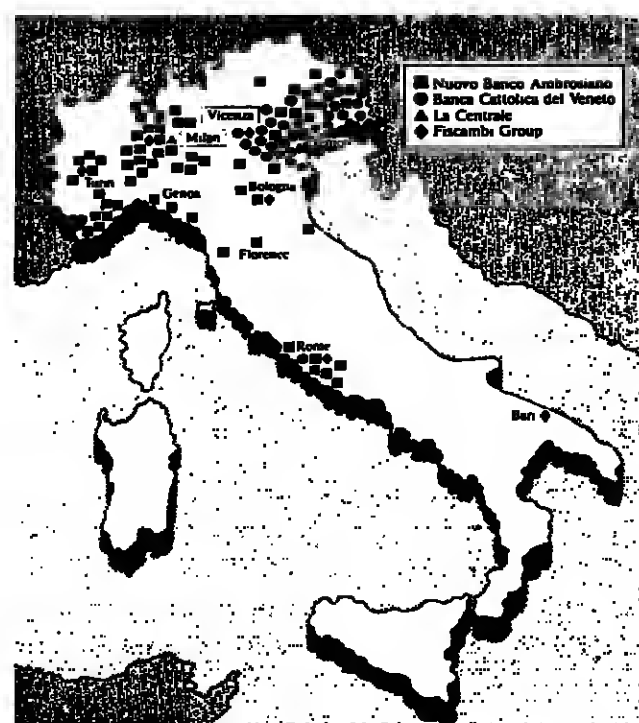 Nuovo Banco Ambrosiano
Banca Cattolica del Veneto
La Centrale
Fiscambi Group
Vicenza
Milan
Turin
Genoa
Bologna
Florence
Rome
Bari